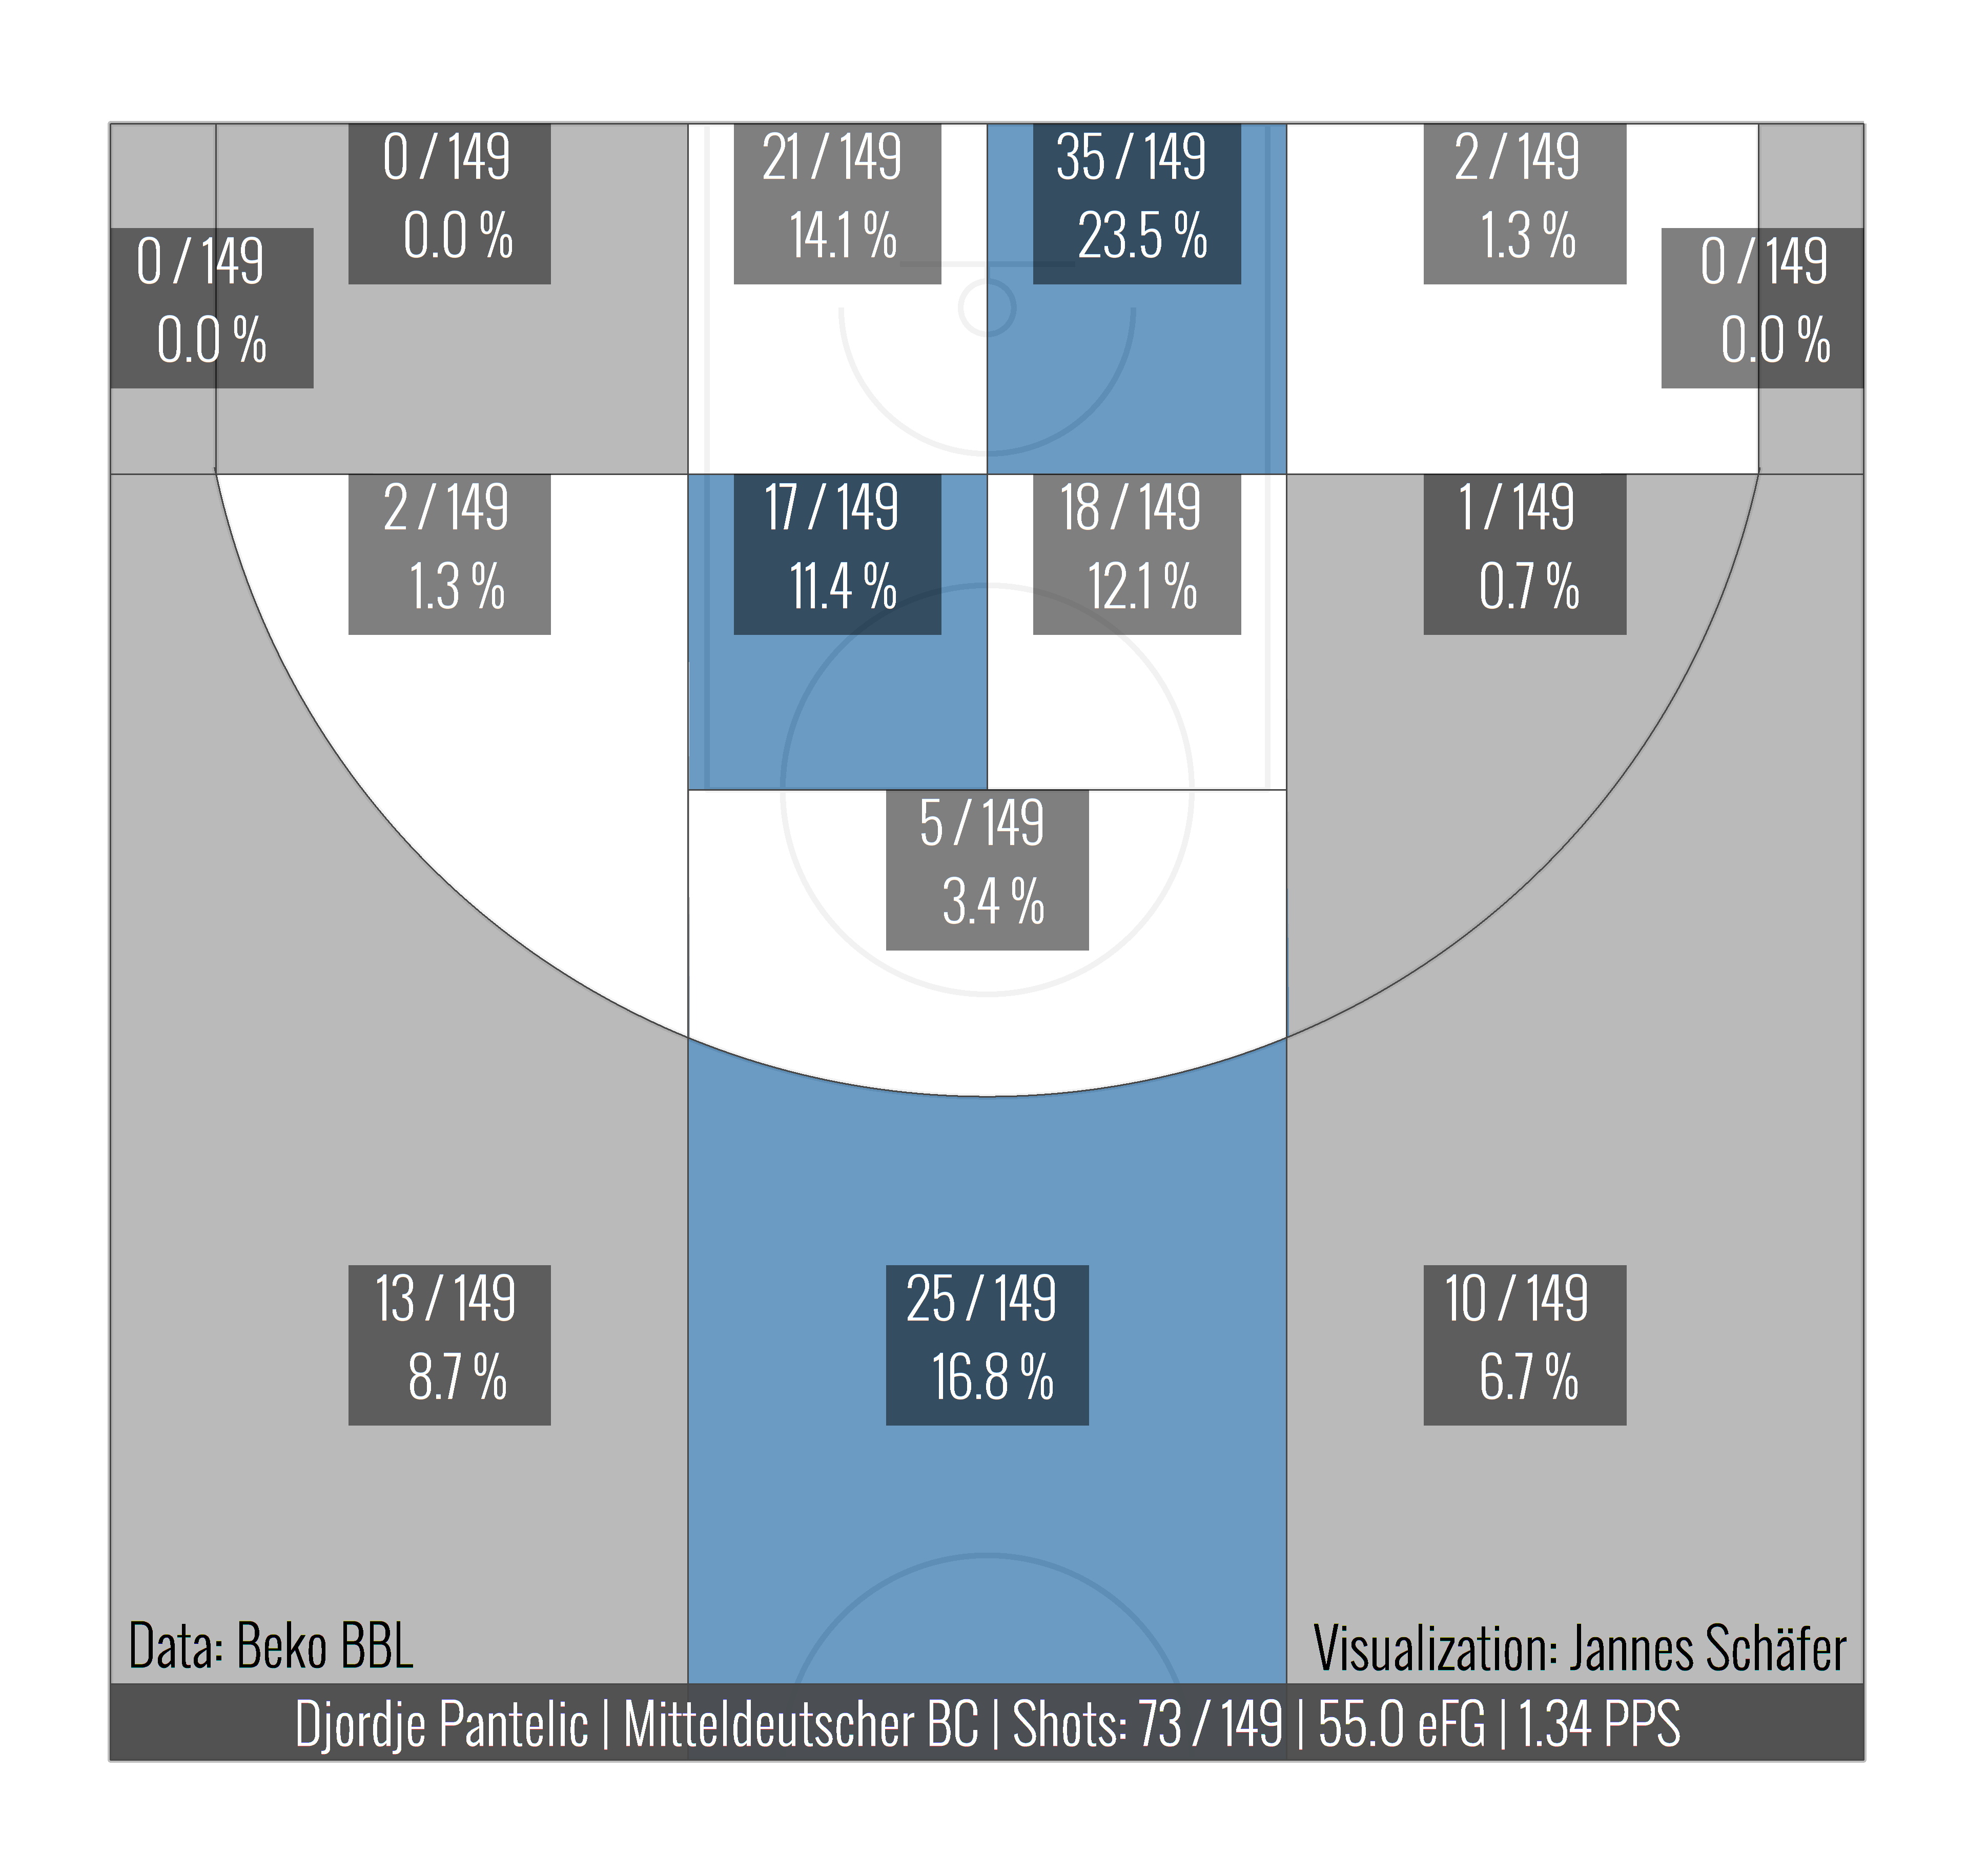 0 / 149
0.0 %
21 / 149
14.1 %
35 / 149
23.5 %
2 / 149
1.3 %
0 / 149
0.0 %
0 / 149
0.0 %
2 / 149
1.3 %
17 / 149
11.4 %
18 / 149
12.1 %
1 / 149
0.7 %
5 / 149
3.4 %
13 / 149
8.7 %
25 / 149
16.8 %
10 / 149
6.7 %
Data: Beko BBL
Visualization: Jannes Schäfer
Djordje Pantelic | Mitteldeutscher BC | Shots: 73 / 149 | 55.0 eFG | 1.34 PPS